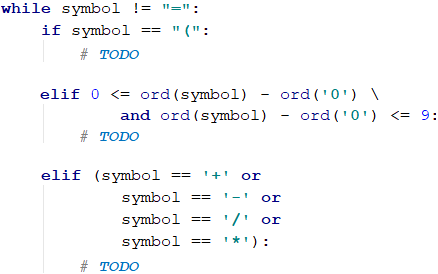 while symbol != "=":
    if symbol == "(":
        # TODO

    elif 0 <= ord(symbol) - ord('0') \
            and ord(symbol) - ord('0') <= 9:
        # TODO

    elif (symbol == '+' or
            symbol == '-' or
            symbol == '/' or
            symbol == '*'):
        # TODO